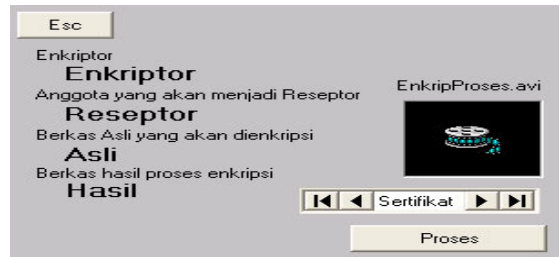 Esc
Enkriptor
Enkriptor
Anggota yang akan menjadi Reseptor
Reseptor
Berkas Asli yang akan dienkripsi
Asli
Berkas hasil proses enkripsi
Hasil
EnkripProses.avi
Sertifikat
Proses